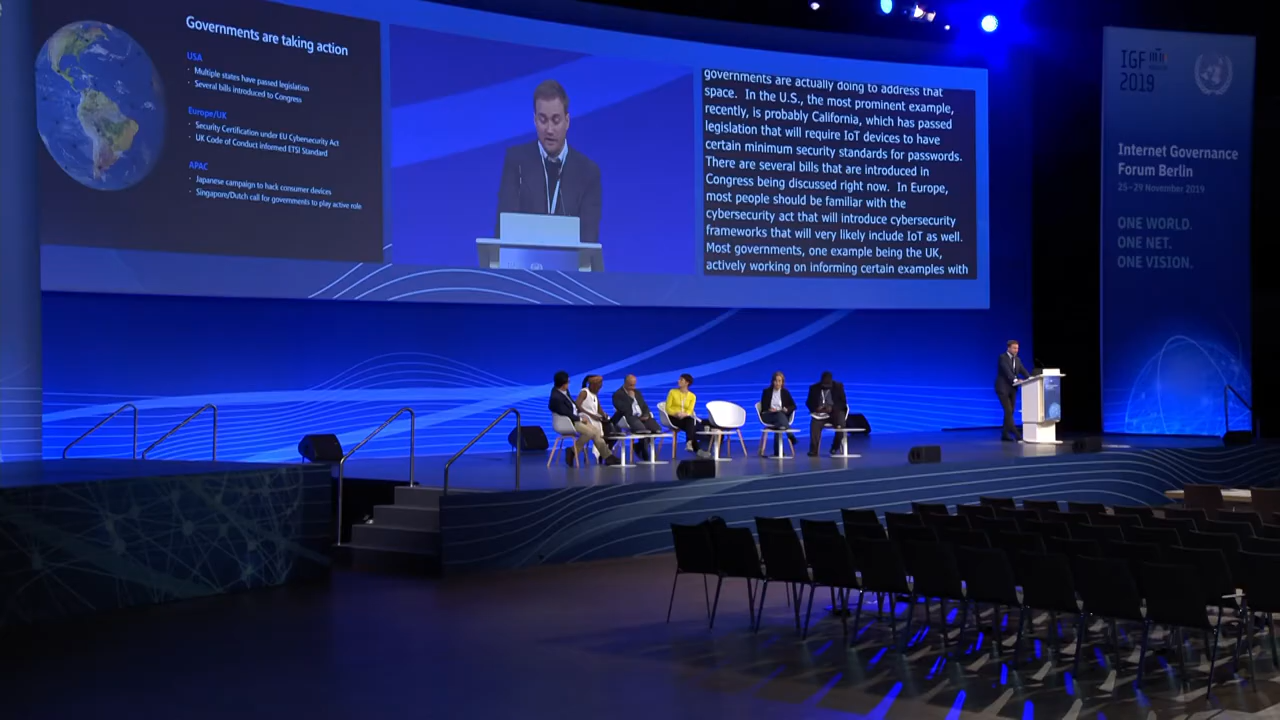 Governments are taking action
USA
· Multiple states have passed legislation
· Several bills introduced to Congress
Europe/UK
· Security Certification under EU Cybersecurity Act
· UK Code of Conduct informed ETSI Standard
APAC
· Japanese campaign to hack consumer devices
· Singapore/Dutch call for governments to play active role
governments are actually doing to address that
space. In the U.S., the most prominent example,
recently, is probably California, which has passed
legislation that will require IoT devices to have
certain minimum security standards for passwords.
There are several bills that are introduced in
Congress being discussed right now. In Europe,
most people should be familiar with the
cybersecurity act that will introduce cybersecurity
frameworks that will very likely include IoT as well.
Most governments, one example being the UK,
actively working on informing certain examples with
IGF
2019
Internet Governance
Forum Berlin
25–29 November 2019
ONE WORLD.
ONE NET.
ONE VISION.